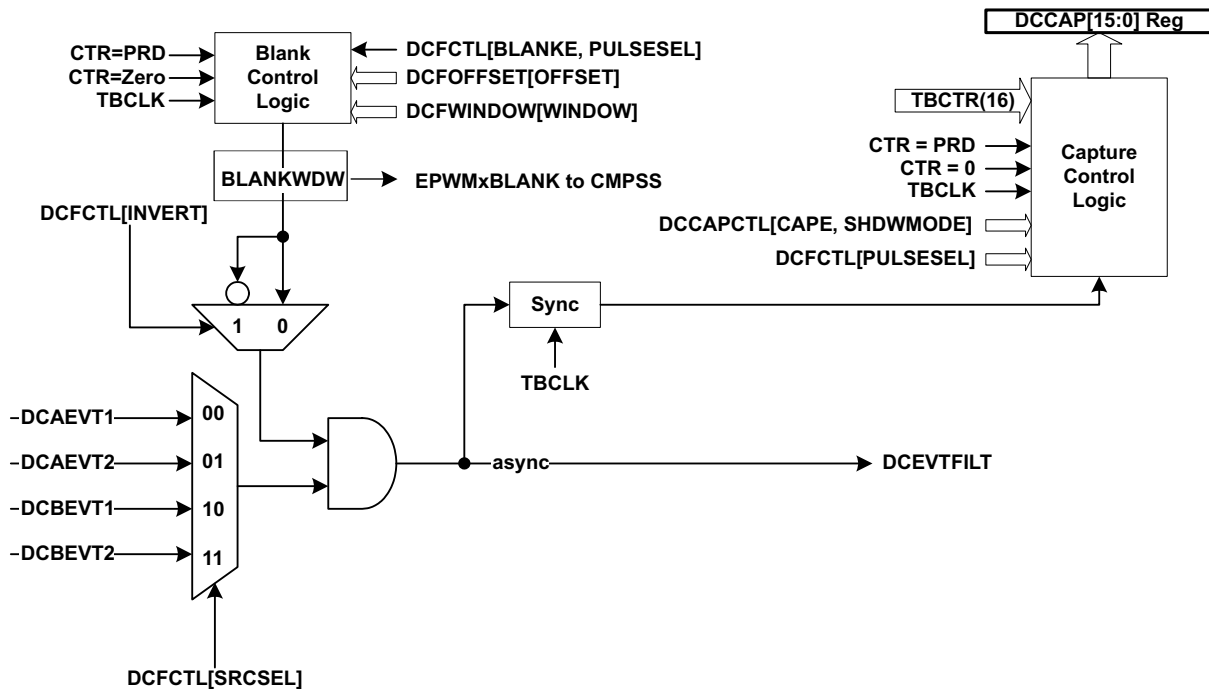 DCCAP[15:0] Reg
CTR=PRD
CTR=Zero
TBCLK
Blank
Control
Logic
DCFCTL[BLANKE, PULSESEL]
DCFOFFSET[OFFSET]
DCFWINDOW[WINDOW]
TBCTR(16)
CTR = PRD
CTR = 0
TBCLK
DCCAPCTL[CAPE, SHDWMODE]
DCFCTL[PULSESEL]
Capture
Control
Logic
BLANKWDW
EPWMxBLANK to CMPSS
DCFCTL[INVERT]
1 0
Sync
TBCLK
DCAEVT1
DCAEVT2
DCBEVT1
DCBEVT2
00
01
10
11
async
DCEVTFILT
DCFCTL[SRCSEL]